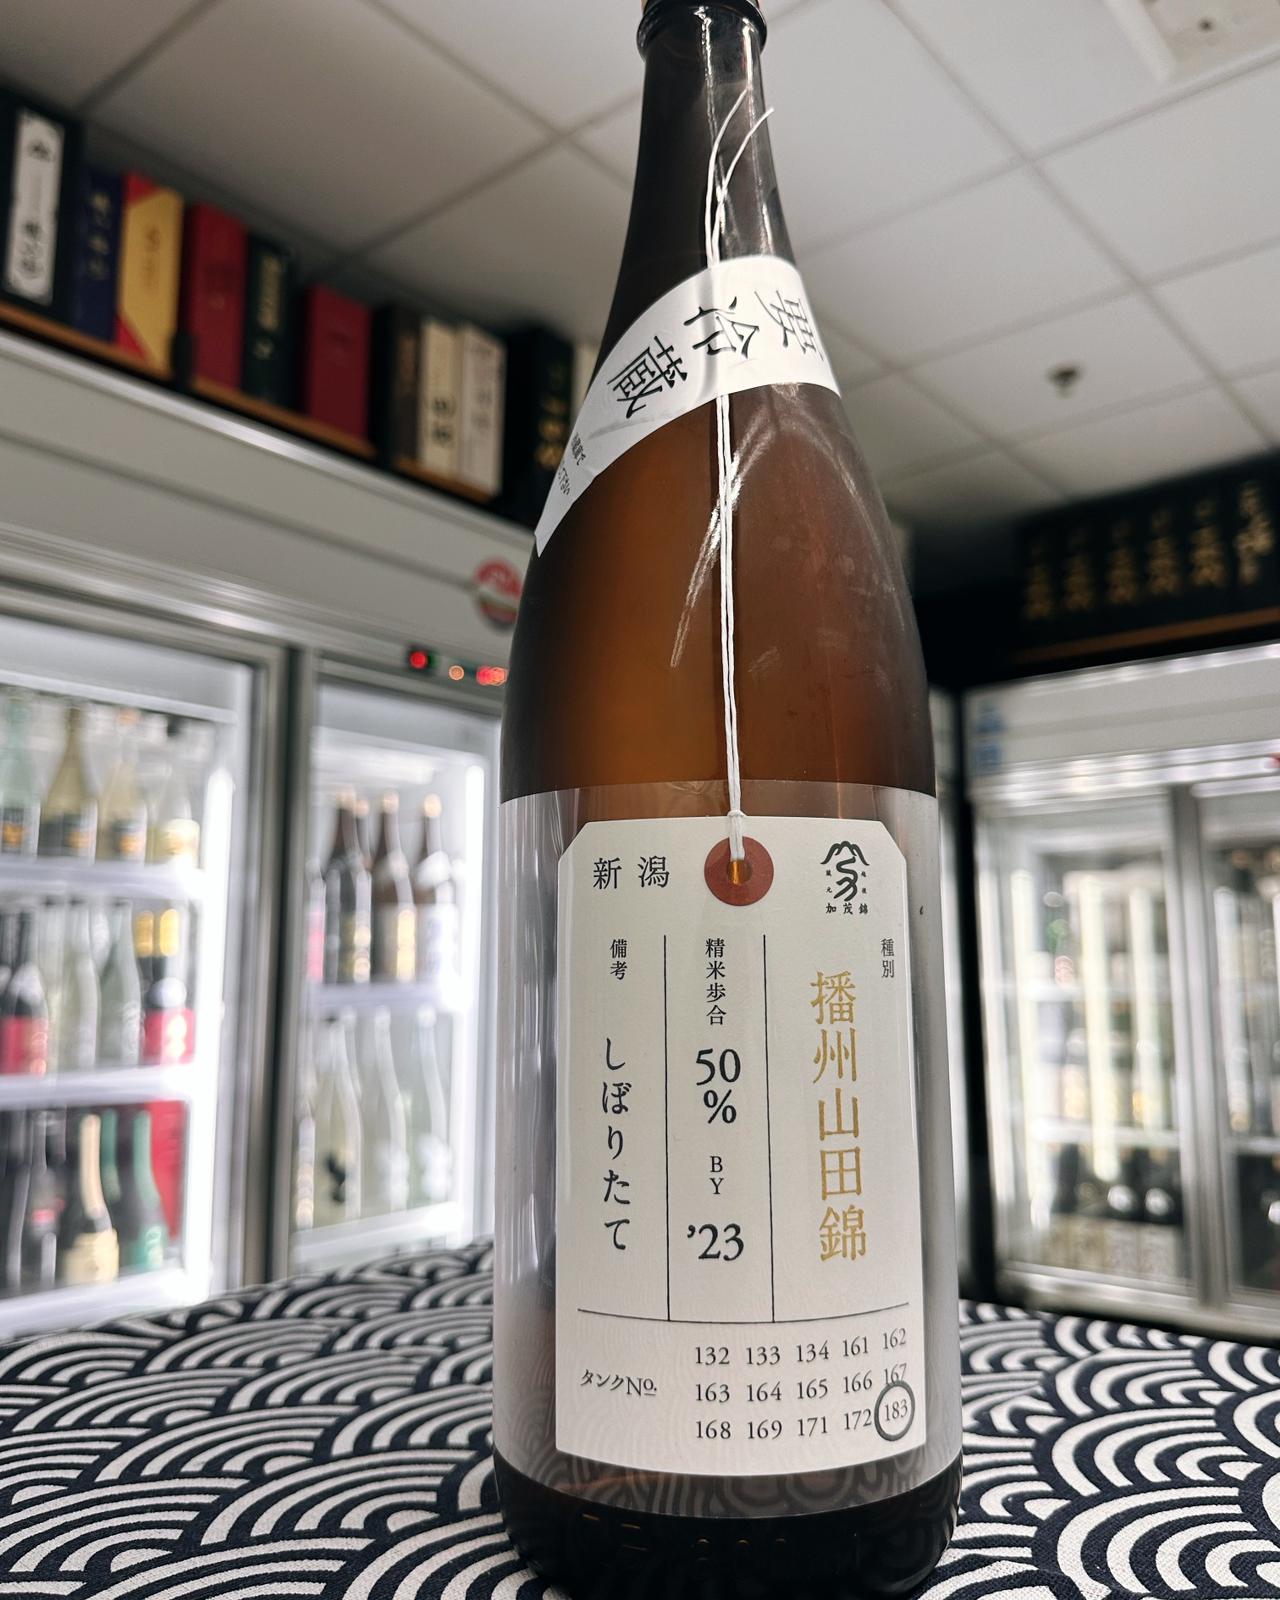 要冷蔵
新潟
加茂錦
種別
播州山田錦
精米歩合
50
%
BY
’23
備考
しぼりたて
タンクNo.
132 133 134 161 162
163 164 165 166 167
168 169 171 172 183